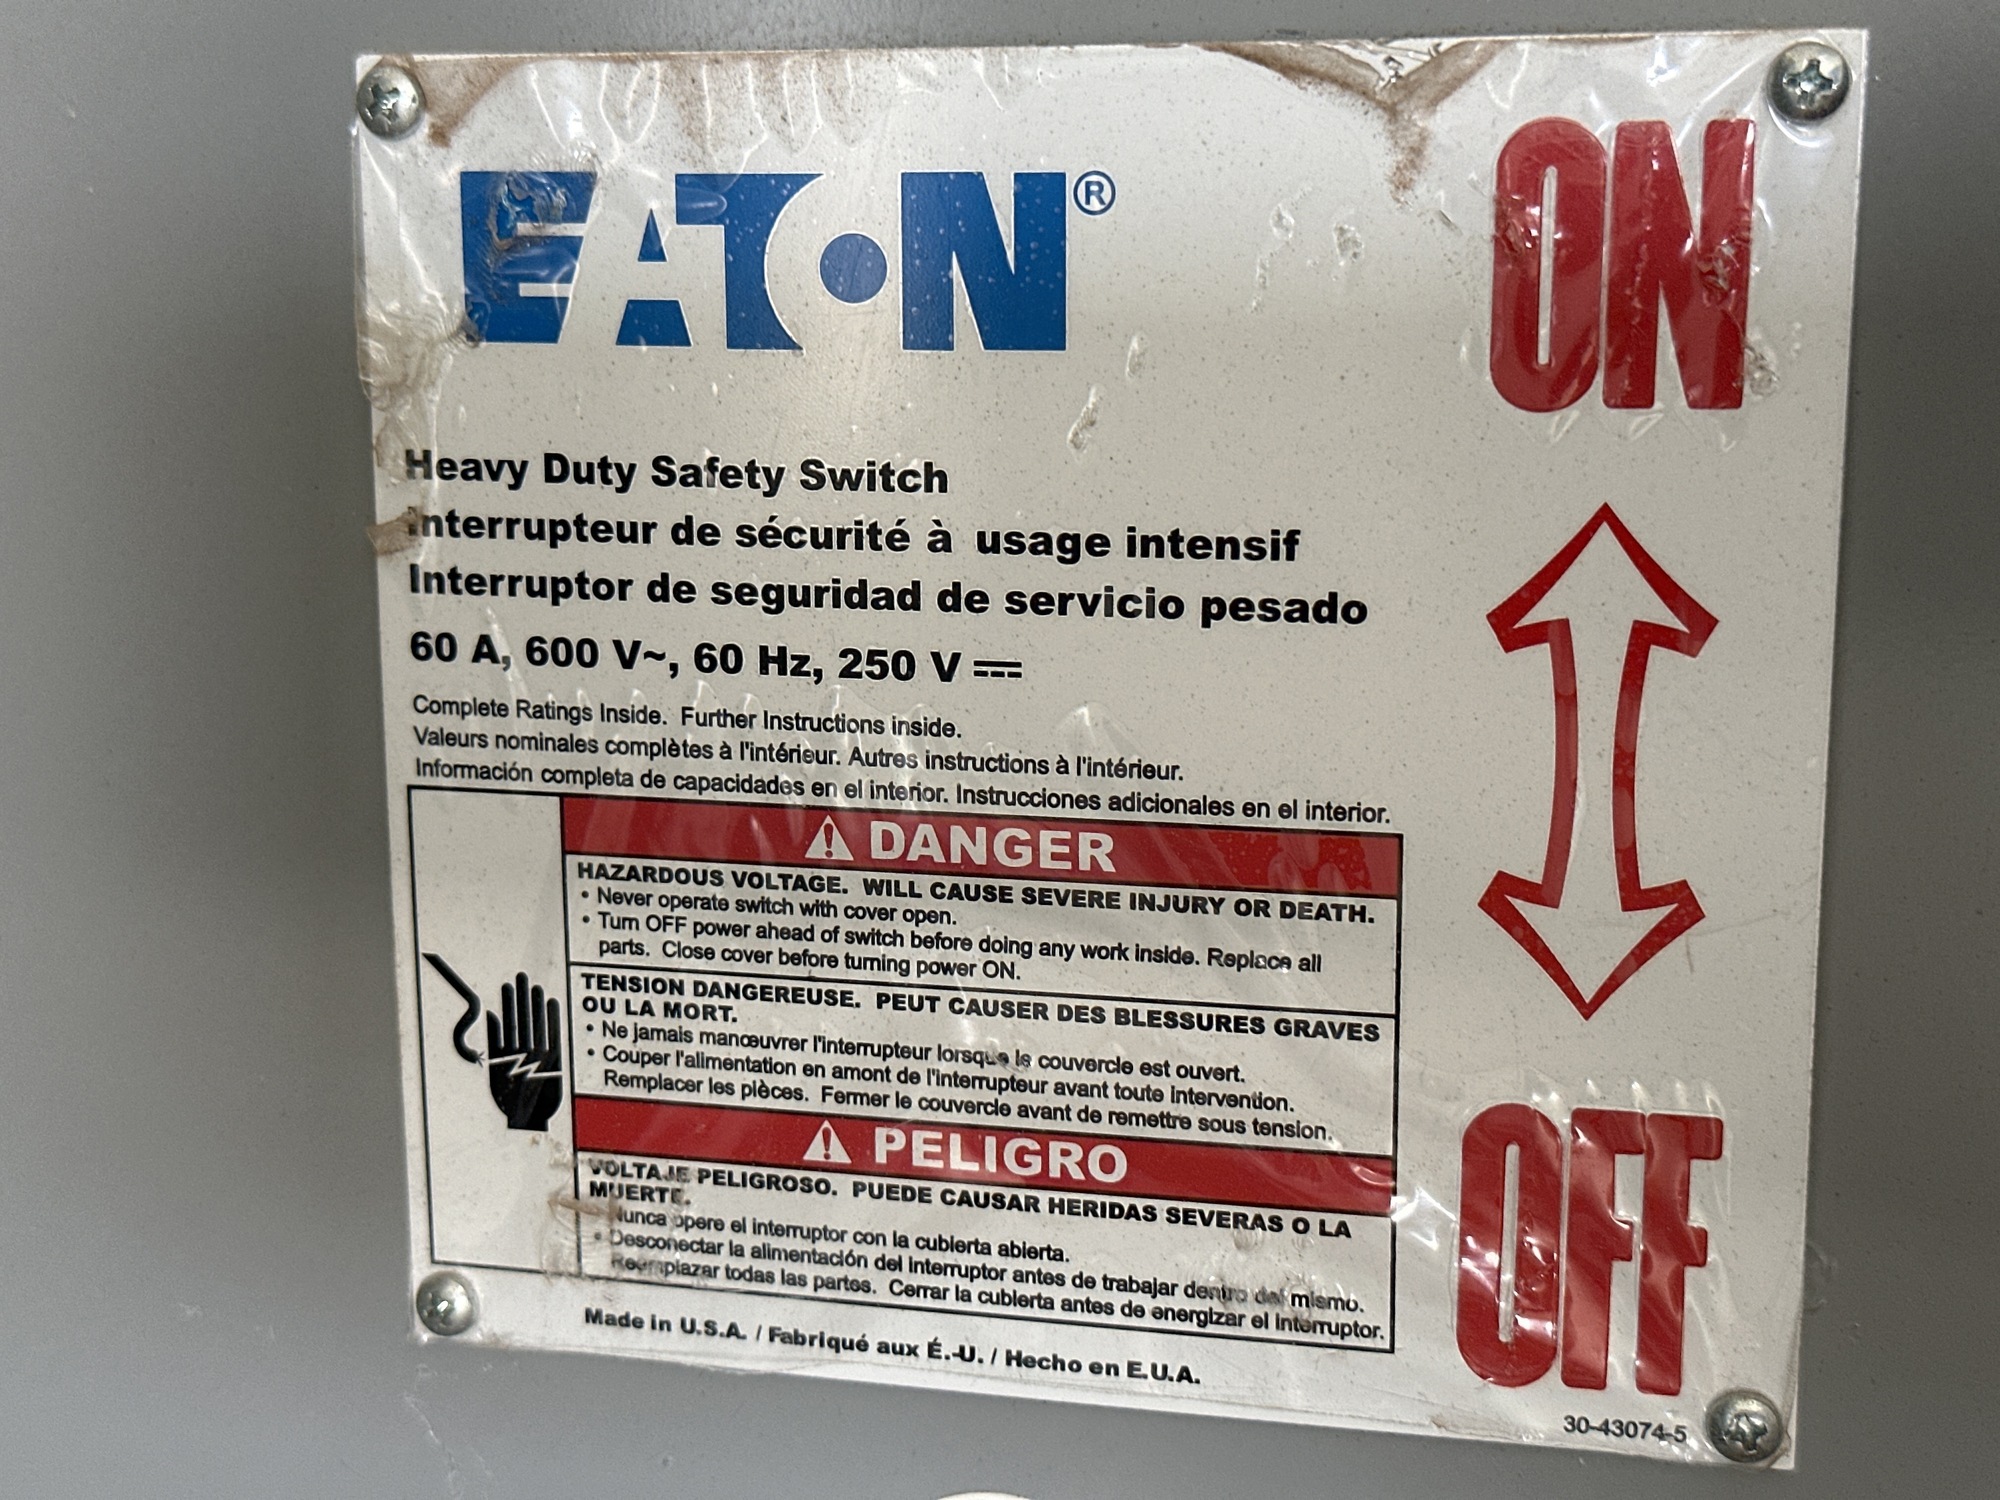 EATON®
ON
Heavy Duty Safety Switch
Interrupteur de sécurité à usage intensif
Interruptor de seguridad de servicio pesado
60 A, 600 V~, 60 Hz, 250 V ⎓
Complete Ratings Inside. Further Instructions inside.
Valeurs nominales complètes à l'intérieur. Autres instructions à l'intérieur.
Información completa de capacidades en el interior. Instrucciones adicionales en el interior.
⚠ DANGER
HAZARDOUS VOLTAGE. WILL CAUSE SEVERE INJURY OR DEATH.
• Never operate switch with cover open.
• Turn OFF power ahead of switch before doing any work inside. Replace all
parts. Close cover before turning power ON.
TENSION DANGEREUSE. PEUT CAUSER DES BLESSURES GRAVES
OU LA MORT.
• Ne jamais manœuvrer l'interrupteur lorsque le couvercle est ouvert.
• Couper l'alimentation en amont de l'interrupteur avant toute intervention.
Remplacer les pièces. Fermer le couvercle avant de remettre sous tension.
⚠ PELIGRO
VOLTAJE PELIGROSO. PUEDE CAUSAR HERIDAS SEVERAS O LA
MUERTE.
Nunca opere el interruptor con la cubierta abierta.
• Desconectar la alimentación del interruptor antes de trabajar dentro del mismo.
Reemplazar todas las partes. Cerrar la cubierta antes de energizar el interruptor.
Made in U.S.A. / Fabriqué aux É.-U. / Hecho en E.U.A.
OFF
30-43074-5